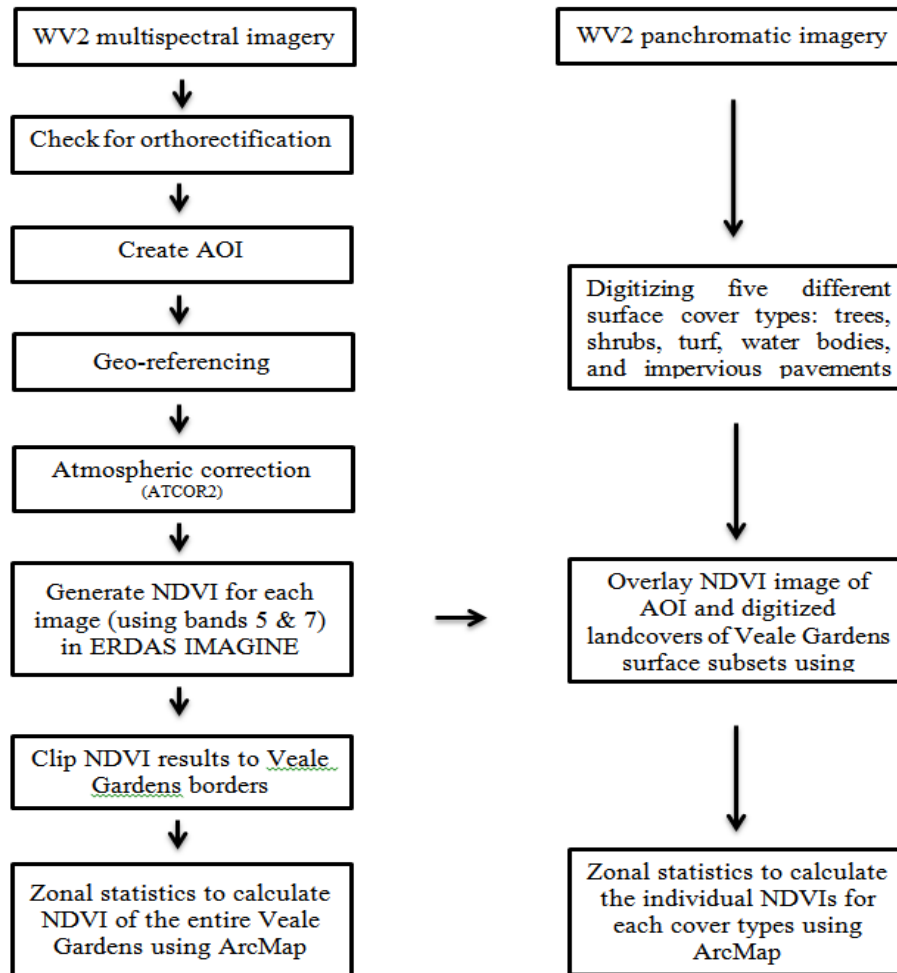 WV2 multispectral imagery
Check for orthorectification
Create AOI
Geo-referencing
Atmospheric correction
(ATCOR2)
Generate NDVI for each
image (using bands 5 & 7)
in ERDAS IMAGINE
Clip NDVI results to Veale
Gardens borders
Zonal statistics to calculate
NDVI of the entire Veale
Gardens using ArcMap
WV2 panchromatic imagery
Digitizing five different
surface cover types: trees,
shrubs, turf, water bodies,
and impervious pavements
Overlay NDVI image of
AOI and digitized
landcovers of Veale Gardens
surface subsets using
Zonal statistics to calculate
the individual NDVIs for
each cover types using
ArcMap